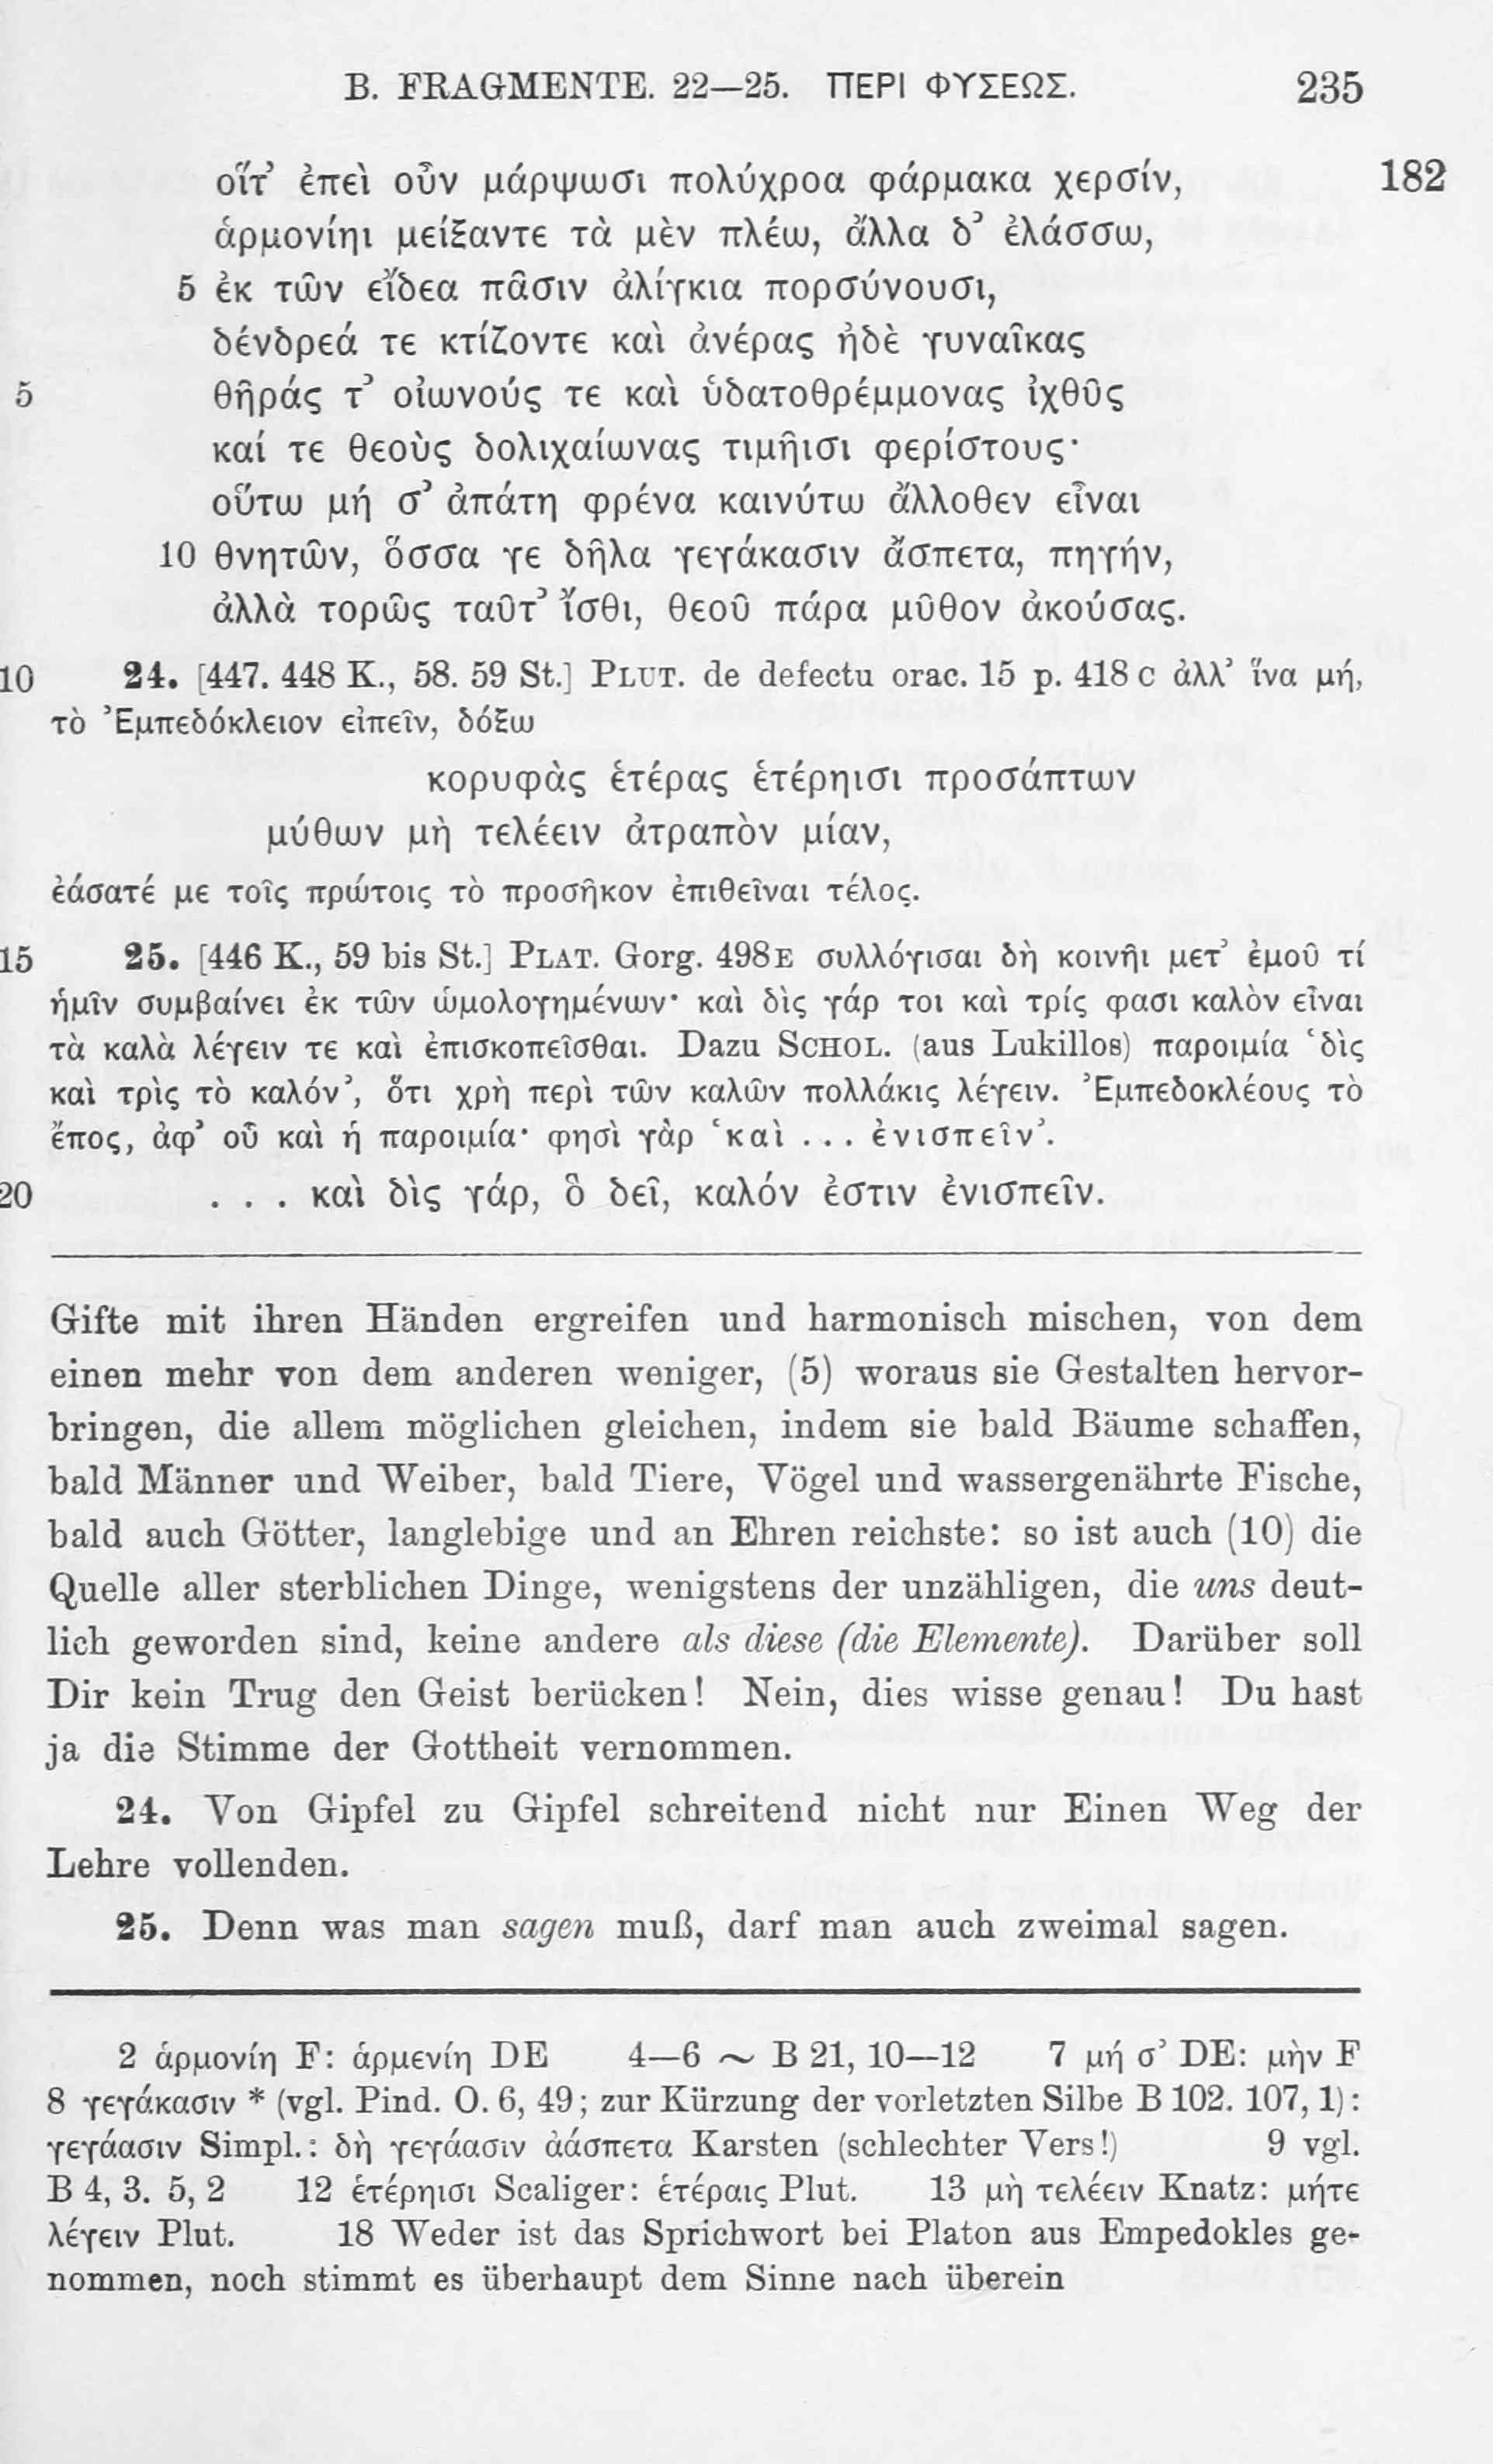 B. FRAGMENTE. 22—25. ΠΕΡΙ ΦΥΣΕΩΣ. 235
οἵτ’ ἐπεὶ οὖν μάρψωσι πολύχροα φάρμακα χερσίν, 182
ἁρμονίηι μείξαντε τὰ μὲν πλέω, ἄλλα δ’ ἐλάσσω,
5 ἐκ τῶν εἴδεα πᾶσιν ἀλίγκια πορσύνουσι,
δένδρεά τε κτίζοντε καὶ ἀνέρας ἠδὲ γυναῖκας
5 θῆράς τ’ οἰωνούς τε καὶ ὑδατοθρέμμονας ἰχθῦς
καί τε θεοὺς δολιχαίωνας τιμῆισι φερίστους·
οὕτω μή σ’ ἀπάτη φρένα καινύτω ἄλλοθεν εἶναι
10 θνητῶν, ὅσσα γε δῆλα γεγάκασιν ἄσπετα, πηγήν,
ἀλλὰ τορῶς ταῦτ’ ἴσθι, θεοῦ πάρα μῦθον ἀκούσας.
10 24. [447. 448 K., 58. 59 St.] PLUT. de defectu orac. 15 p. 418 c ἀλλ’ ἵνα μή,
τὸ Ἐμπεδόκλειον εἰπεῖν, δόξω
κορυφὰς ἑτέρας ἑτέρηισι προσάπτων
μύθων μὴ τελέειν ἀτραπὸν μίαν,
ἐάσατέ με τοῖς πρώτοις τὸ προσῆκον ἐπιθεῖναι τέλος.
15 25. [446 K., 59 bis St.] PLAT. Gorg. 498 E συλλόγισαι δὴ κοινῆι μετ’ ἐμοῦ τί
ἡμῖν συμβαίνει ἐκ τῶν ὡμολογημένων· καὶ δὶς γάρ τοι καὶ τρίς φασι καλὸν εἶναι
τὰ καλὰ λέγειν τε καὶ ἐπισκοπεῖσθαι. Dazu SCHOL. (aus Lukillos) παροιμία ‘δὶς
καὶ τρὶς τὸ καλόν’, ὅτι χρὴ περὶ τῶν καλῶν πολλάκις λέγειν. Ἐμπεδοκλέους τὸ
ἔπος, ἀφ’ οὗ καὶ ἡ παροιμία· φησὶ γὰρ ‘καὶ ... ἐνισπεῖν’.
20 . . . καὶ δὶς γάρ, ὃ δεῖ, καλόν ἐστιν ἐνισπεῖν.
Gifte mit ihren Händen ergreifen und harmonisch mischen, von dem
einen mehr von dem anderen weniger, (5) woraus sie Gestalten hervor-
bringen, die allem möglichen gleichen, indem sie bald Bäume schaffen,
bald Männer und Weiber, bald Tiere, Vögel und wassergenährte Fische,
bald auch Götter, langlebige und an Ehren reichste: so ist auch (10) die
Quelle aller sterblichen Dinge, wenigstens der unzähligen, die uns deut-
lich geworden sind, keine andere als diese (die Elemente). Darüber soll
Dir kein Trug den Geist berücken! Nein, dies wisse genau! Du hast
ja die Stimme der Gottheit vernommen.
24. Von Gipfel zu Gipfel schreitend nicht nur Einen Weg der
Lehre vollenden.
25. Denn was man sagen muß, darf man auch zweimal sagen.
2 ἁρμονίη F: ἁρμενίη DE 4—6 ∼ B 21, 10—12 7 μή σ’ DE: μὴν F
8 γεγάκασιν * (vgl. Pind. O. 6, 49; zur Kürzung der vorletzten Silbe B 102. 107, 1):
γεγάασιν Simpl.: δὴ γεγάασιν ἀάσπετα Karsten (schlechter Vers!) 9 vgl.
B 4, 3. 5, 2 12 ἑτέρηισι Scaliger: ἑτέραις Plut. 13 μὴ τελέειν Knatz: μήτε
λέγειν Plut. 18 Weder ist das Sprichwort bei Platon aus Empedokles ge-
nommen, noch stimmt es überhaupt dem Sinne nach überein